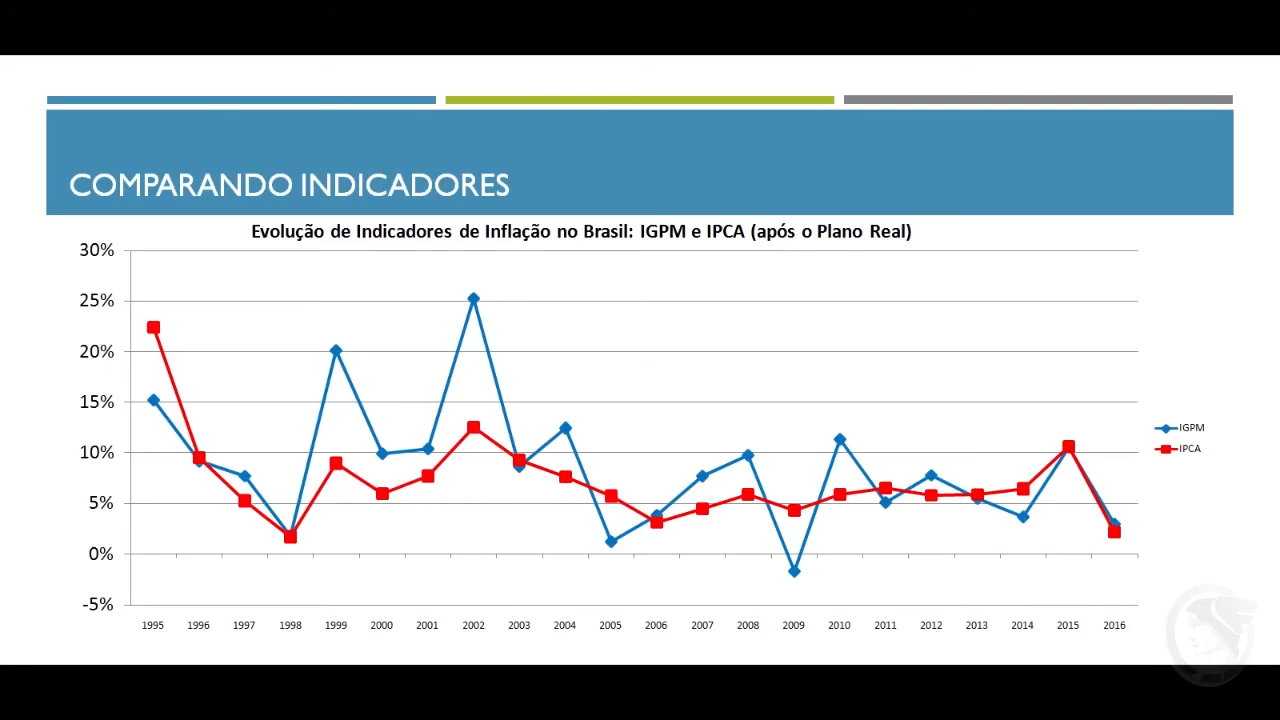 COMPARANDO INDICADORES
Evolução de Indicadores de Inflação no Brasil: IGPM e IPCA (após o Plano Real)
30%
25%
20%
15%
10%
5%
0%
-5%
1995 1996 1997 1998 1999 2000 2001 2002 2003 2004 2005 2006 2007 2008 2009 2010 2011 2012 2013 2014 2015 2016
IGPM
IPCA